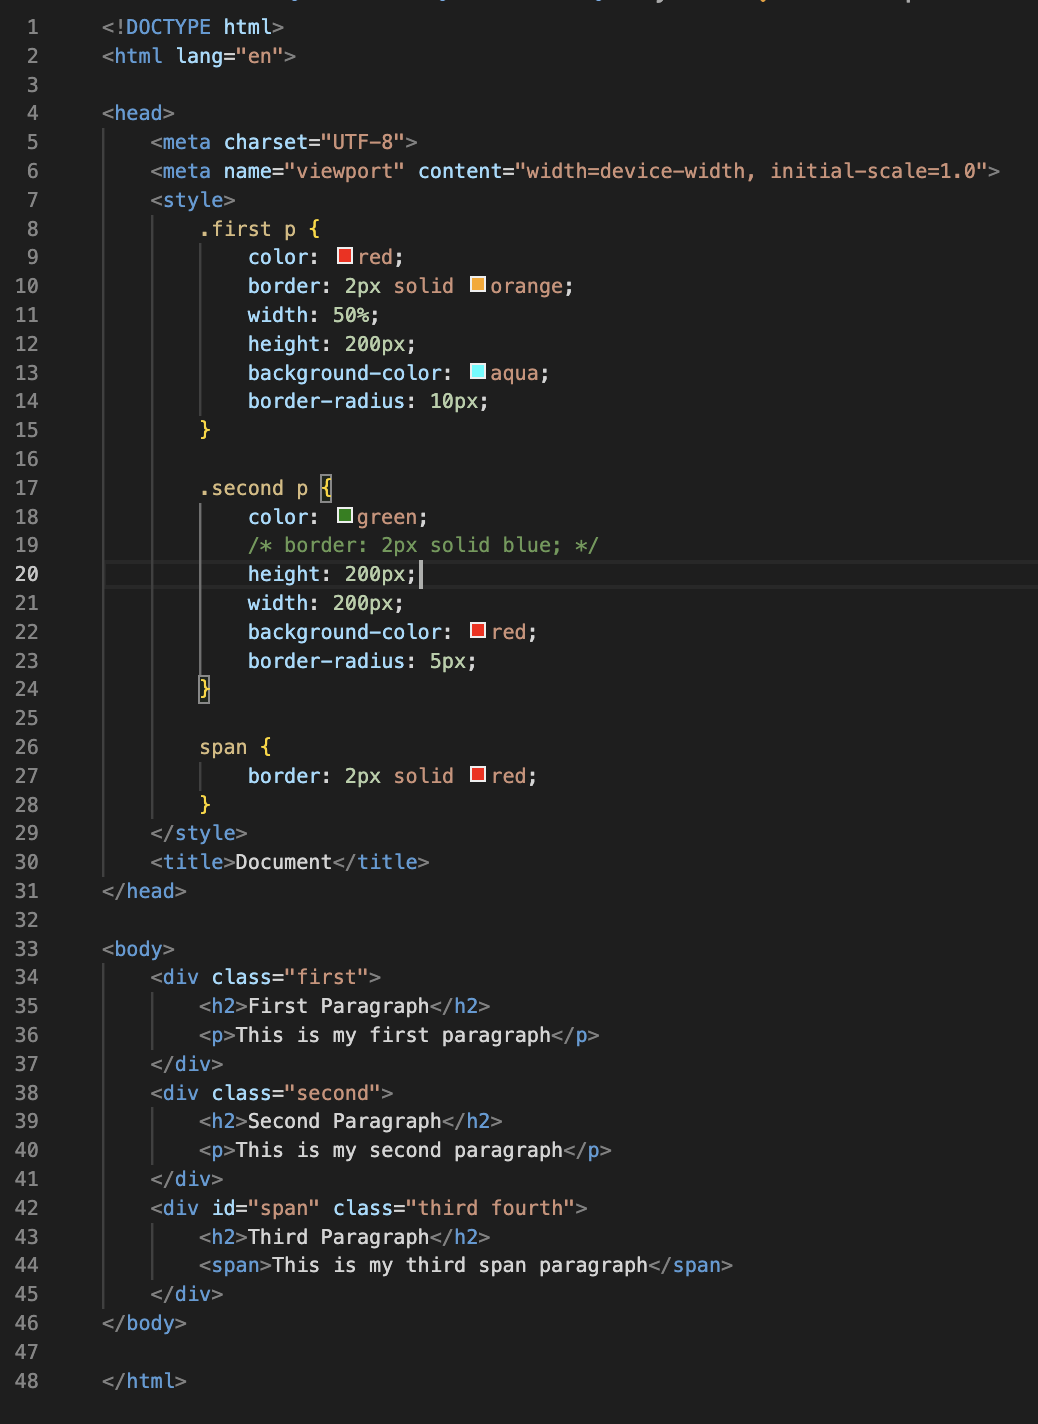 1 <!DOCTYPE html>
2 <html lang="en">
3
4 <head>
5     <meta charset="UTF-8">
6     <meta name="viewport" content="width=device-width, initial-scale=1.0">
7     <style>
8         .first p {
9             color: red;
10             border: 2px solid orange;
11             width: 50%;
12             height: 200px;
13             background-color: aqua;
14             border-radius: 10px;
15         }
16
17         .second p {
18             color: green;
19             /* border: 2px solid blue; */
20             height: 200px;
21             width: 200px;
22             background-color: red;
23             border-radius: 5px;
24         }
25
26         span {
27             border: 2px solid red;
28         }
29     </style>
30     <title>Document</title>
31 </head>
32
33 <body>
34     <div class="first">
35         <h2>First Paragraph</h2>
36         <p>This is my first paragraph</p>
37     </div>
38     <div class="second">
39         <h2>Second Paragraph</h2>
40         <p>This is my second paragraph</p>
41     </div>
42     <div id="span" class="third fourth">
43         <h2>Third Paragraph</h2>
44         <span>This is my third span paragraph</span>
45     </div>
46 </body>
47
48 </html>